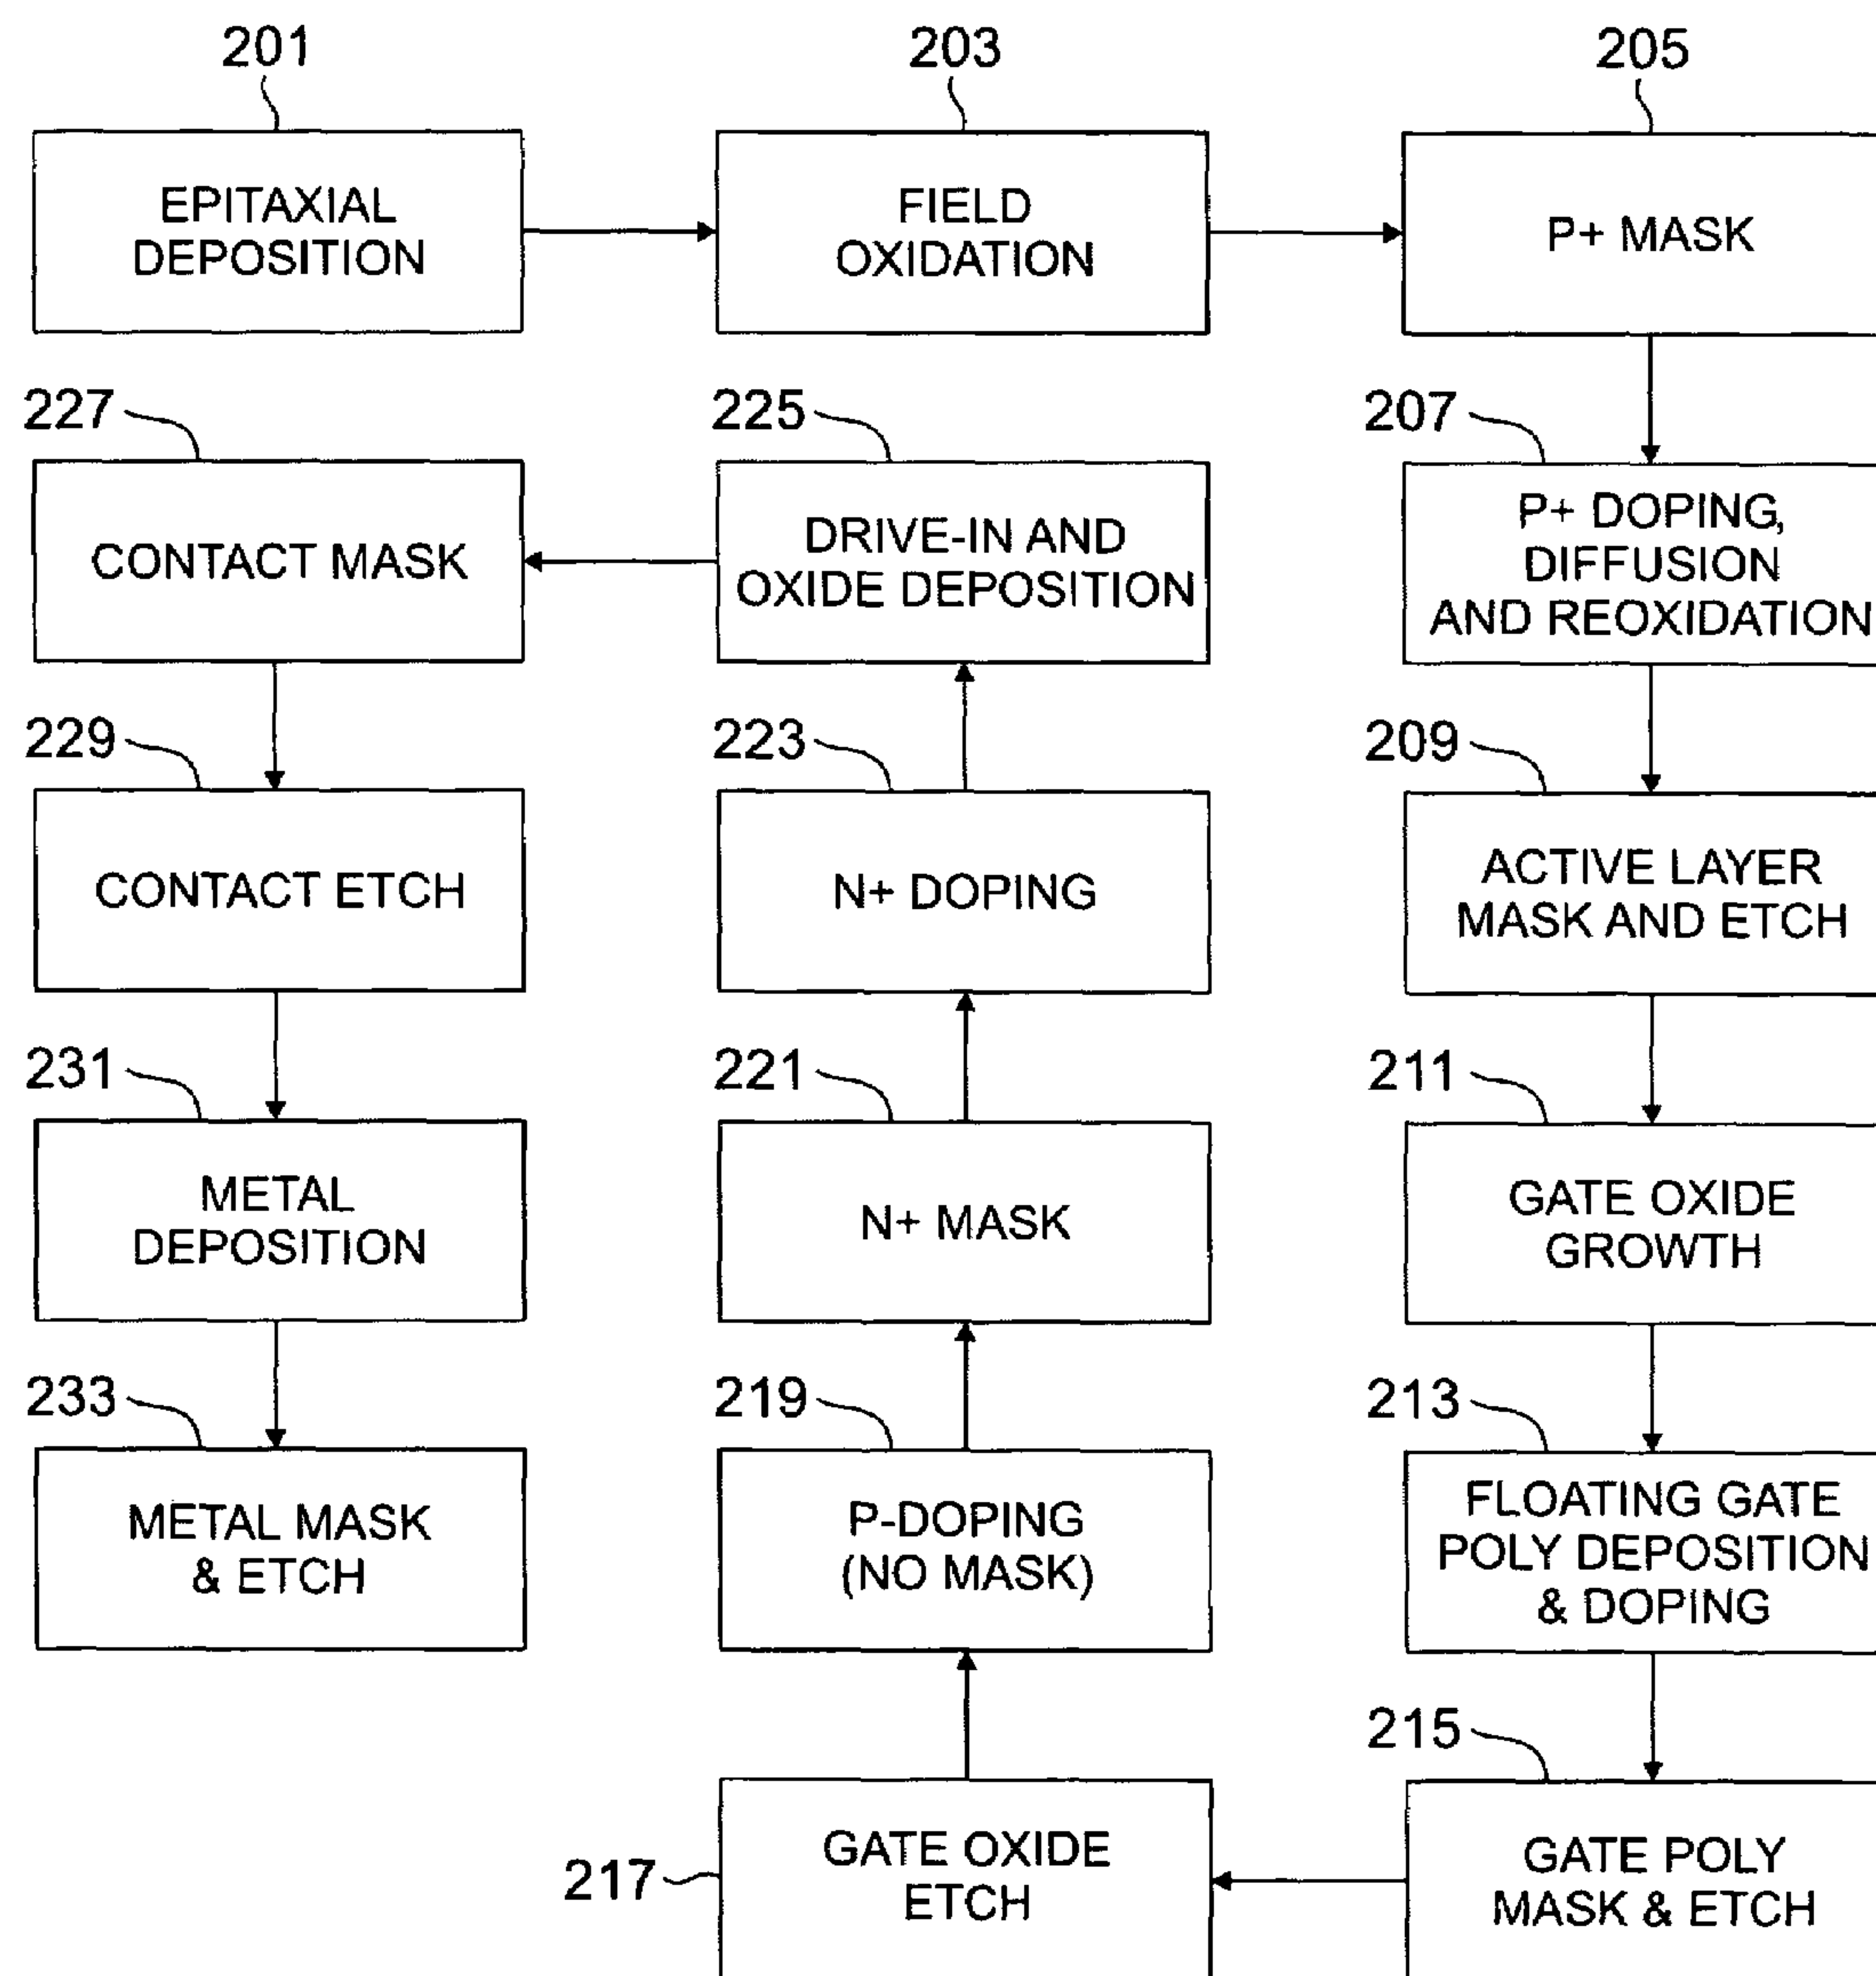 201
EPITAXIAL
DEPOSITION
203
FIELD
OXIDATION
205
P+ MASK
207
P+ DOPING,
DIFFUSION
AND REOXIDATION
209
ACTIVE LAYER
MASK AND ETCH
211
GATE OXIDE
GROWTH
213
FLOATING GATE
POLY DEPOSITION
& DOPING
215
GATE POLY
MASK & ETCH
217
GATE OXIDE
ETCH
219
P-DOPING
(NO MASK)
221
N+ MASK
223
N+ DOPING
225
DRIVE-IN AND
OXIDE DEPOSITION
227
CONTACT MASK
229
CONTACT ETCH
231
METAL
DEPOSITION
233
METAL MASK
& ETCH